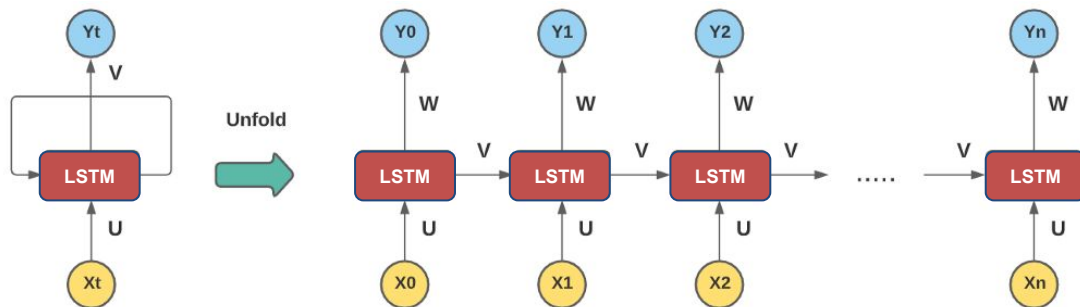 Yt
Y0
Y1
Y2
Yn
V
W
W
W
W
Unfold
V
V
V
V
LSTM
LSTM
LSTM
LSTM
.....
LSTM
U
U
U
U
U
Xt
X0
X1
X2
Xn